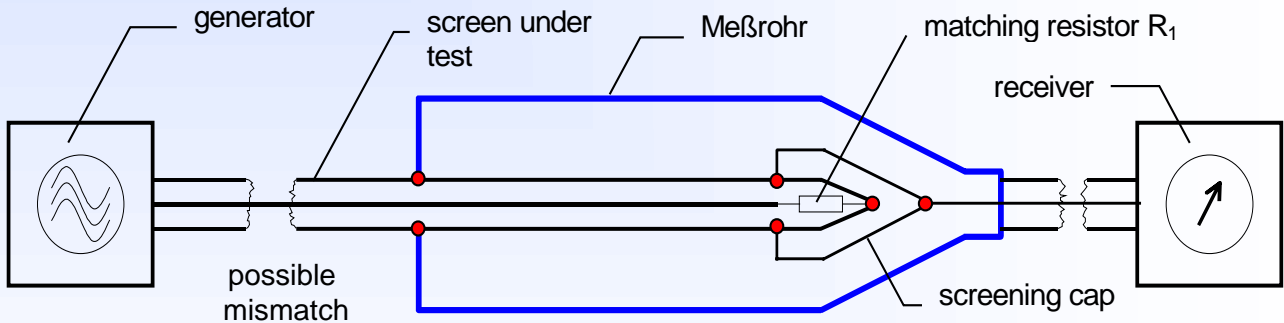 generator
screen under
test
Meßrohr
matching resistor R₁
receiver
possible
mismatch
screening cap